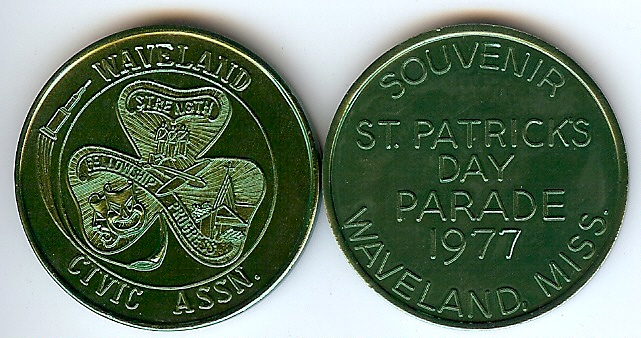 WAVELAND
STRENGTH
FELLOWSHIP
PROGRESS
CIVIC ASSN.
SOUVENIR
ST. PATRICK'S
DAY
PARADE
1977
WAVELAND, MISS.